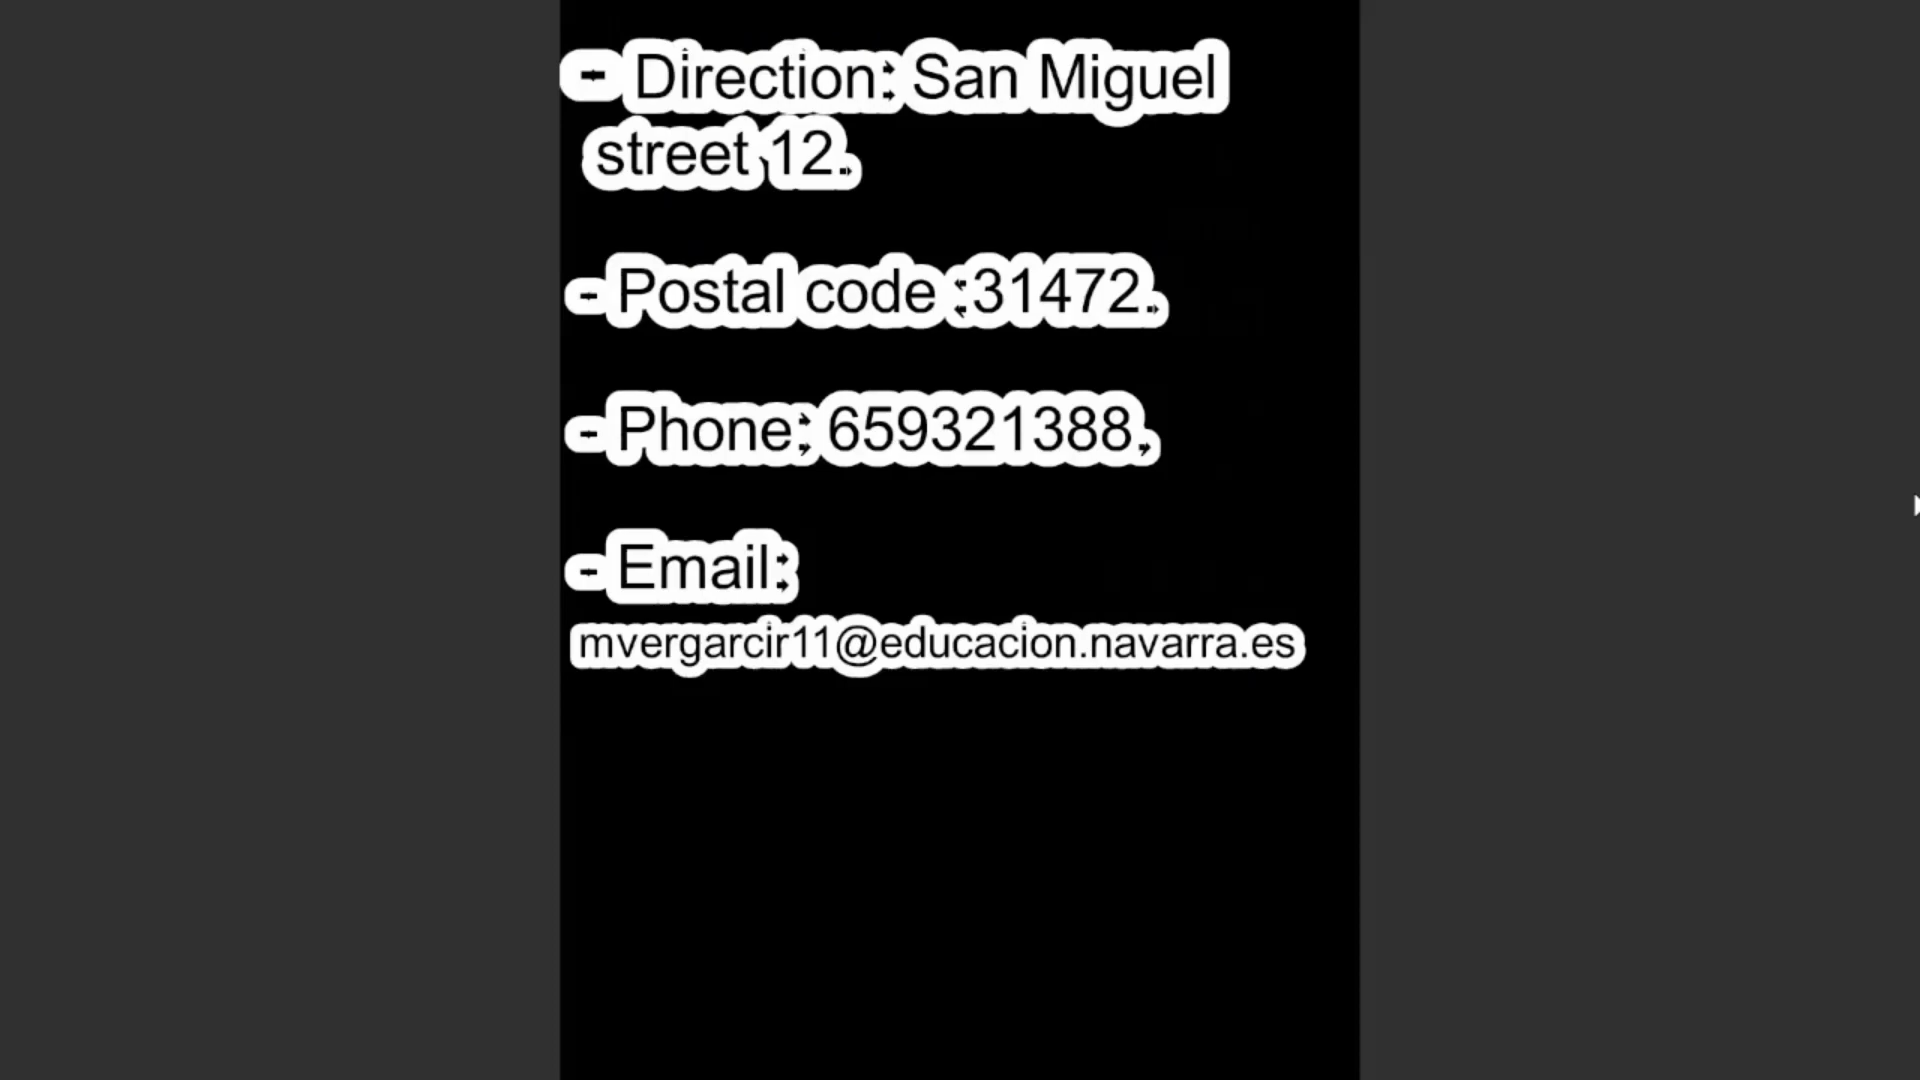 - Direction: San Miguel
street 12.
- Postal code :31472.
- Phone: 659321388,
- Email:
mvergarcir11@educacion.navarra.es